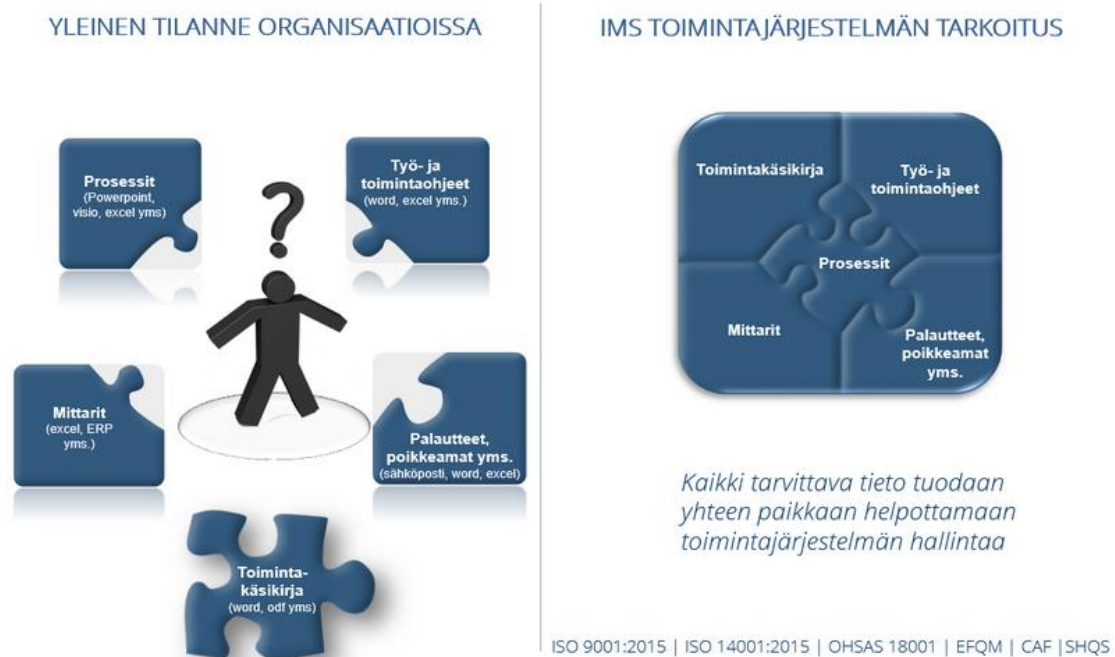 YLEINEN TILANNE ORGANISAATIOISSA
Prosessit
(Powerpoint,
visio, excel yms)
Työ- ja
toimintaohjeet
(word, excel yms.)
?
Mittarit
(excel, ERP
yms.)
Palautteet,
poikkeamat yms.
(sähköposti, word, excel)
Toiminta-
käsikirja
(word, odf yms)
IMS TOIMINTAJÄRJESTELMÄN TARKOITUS
Toimintakäsikirja
Työ- ja
toimintaohjeet
Prosessit
Mittarit
Palautteet,
poikkeamat
yms.
Kaikki tarvittava tieto tuodaan
yhteen paikkaan helpottamaan
toimintajärjestelmän hallintaa
ISO 9001:2015 | ISO 14001:2015 | OHSAS 18001 | EFQM | CAF |SHQS